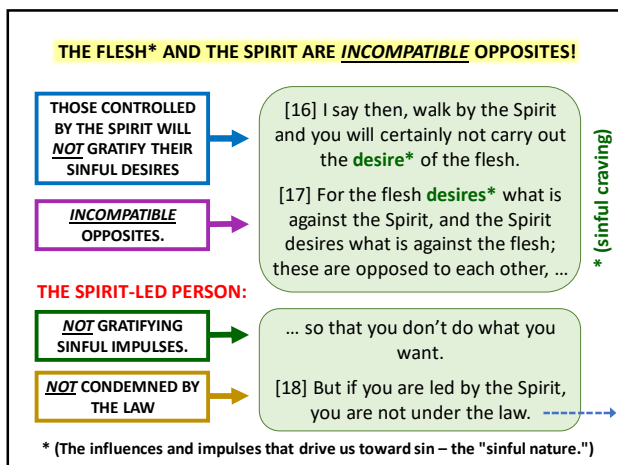 THE FLESH* AND THE SPIRIT ARE INCOMPATIBLE OPPOSITES!
THOSE CONTROLLED
BY THE SPIRIT WILL
NOT GRATIFY THEIR
SINFUL DESIRES
[16] I say then, walk by the Spirit
and you will certainly not carry out
the desire* of the flesh.
INCOMPATIBLE
OPPOSITES.
[17] For the flesh desires* what is
against the Spirit, and the Spirit
desires what is against the flesh;
these are opposed to each other, …
* (sinful craving)
THE SPIRIT-LED PERSON:
NOT GRATIFYING
SINFUL IMPULSES.
… so that you don’t do what you
want.
NOT CONDEMNED BY
THE LAW
[18] But if you are led by the Spirit,
you are not under the law.
* (The influences and impulses that drive us toward sin – the "sinful nature.")